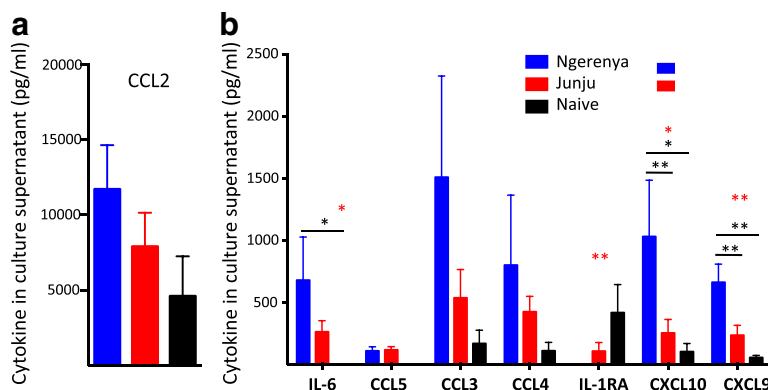 a
b
Cytokine in culture supernatant (pg/ml)
20000
15000
10000
5000
CCL2
Cytokine in culture supernatant (pg/ml)
2500
2000
1500
1000
500
Ngerenya
Junju
Naive
*
*
*
*
**
**
**
**
**
IL-6 CCL5 CCL3 CCL4 IL-1RA CXCL10 CXCL9